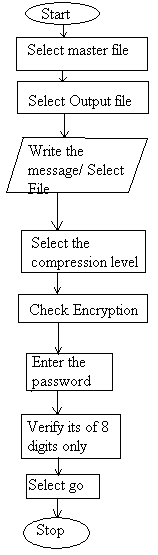 Start
Select master file
Select Output file
Write the
message/ Select
File
Select the
compression level
Check Encryption
Enter the
password
Verify its of 8
digits only
Select go
Stop